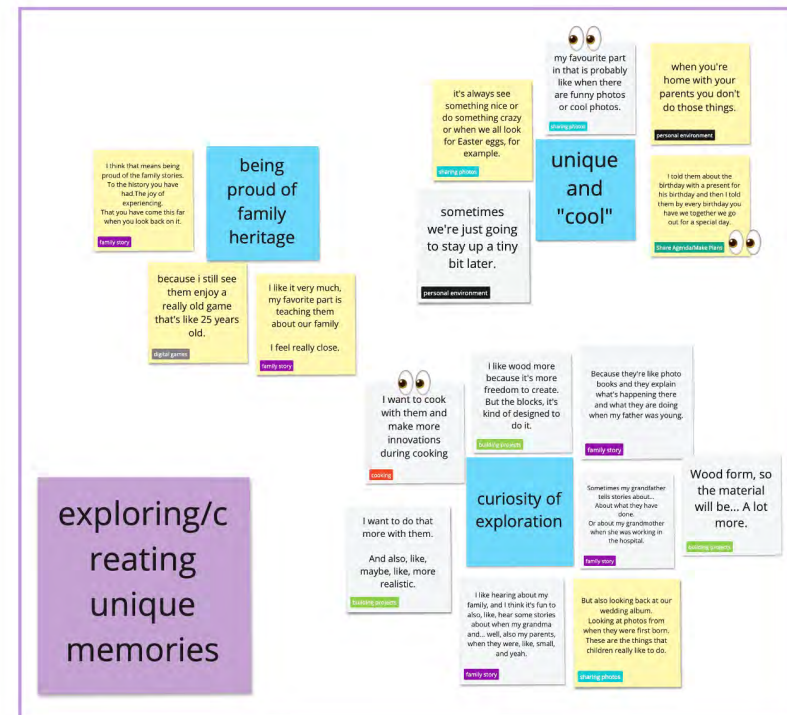 my favourite part
in that is probably
like when there
are funny photos
or cool photos.
sharing photos
when you're
home with your
parents you don't
do those things.
personal environment
it's always see
something nice or
do something crazy
or when we all look
for Easter eggs, for
example.
sharing photos
unique
and
"cool"
I told them about the
birthday with a present for
his birthday and then I told
them by every birthday you
have we together we go
out for a special day.
Share Agenda/Make Plans
sometimes
we're just going
to stay up a tiny
bit later.
personal environment
I think that means being
proud of the family stories.
To the history you have
had.The joy of
experiencing.
That you have come this far
when you look back on it.
family story
being
proud of
family
heritage
because i still see
them enjoy a
really old game
that's like 25 years
old.
digital games
I like it very much,
my favorite part is
teaching them
about our family
I feel really close.
family story
I want to cook
with them and
make more
innovations
during cooking
cooking
I like wood more
because it's more
freedom to create.
But the blocks, it's
kind of designed to
do it.
building projects
Because they're like photo
books and they explain
what's happening there
and what they are doing
when my father was young.
family story
curiosity of
exploration
Sometimes my grandfather
tells stories about...
About what they have
done.
Or about my grandmother
when she was working in
the hospital.
family story
Wood form, so
the material
will be... A lot
more.
building projects
I want to do that
more with them.
And also, like,
maybe, like, more
realistic.
building projects
I like hearing about my
family, and I think it's fun to
also, like, hear some stories
about when my grandma
and... well, also my parents,
when they were, like, small,
and yeah.
family story
But also looking back at our
wedding album.
Looking at photos from
when they were first born.
These are the things that
children really like to do.
sharing photos
exploring/c
reating
unique
memories